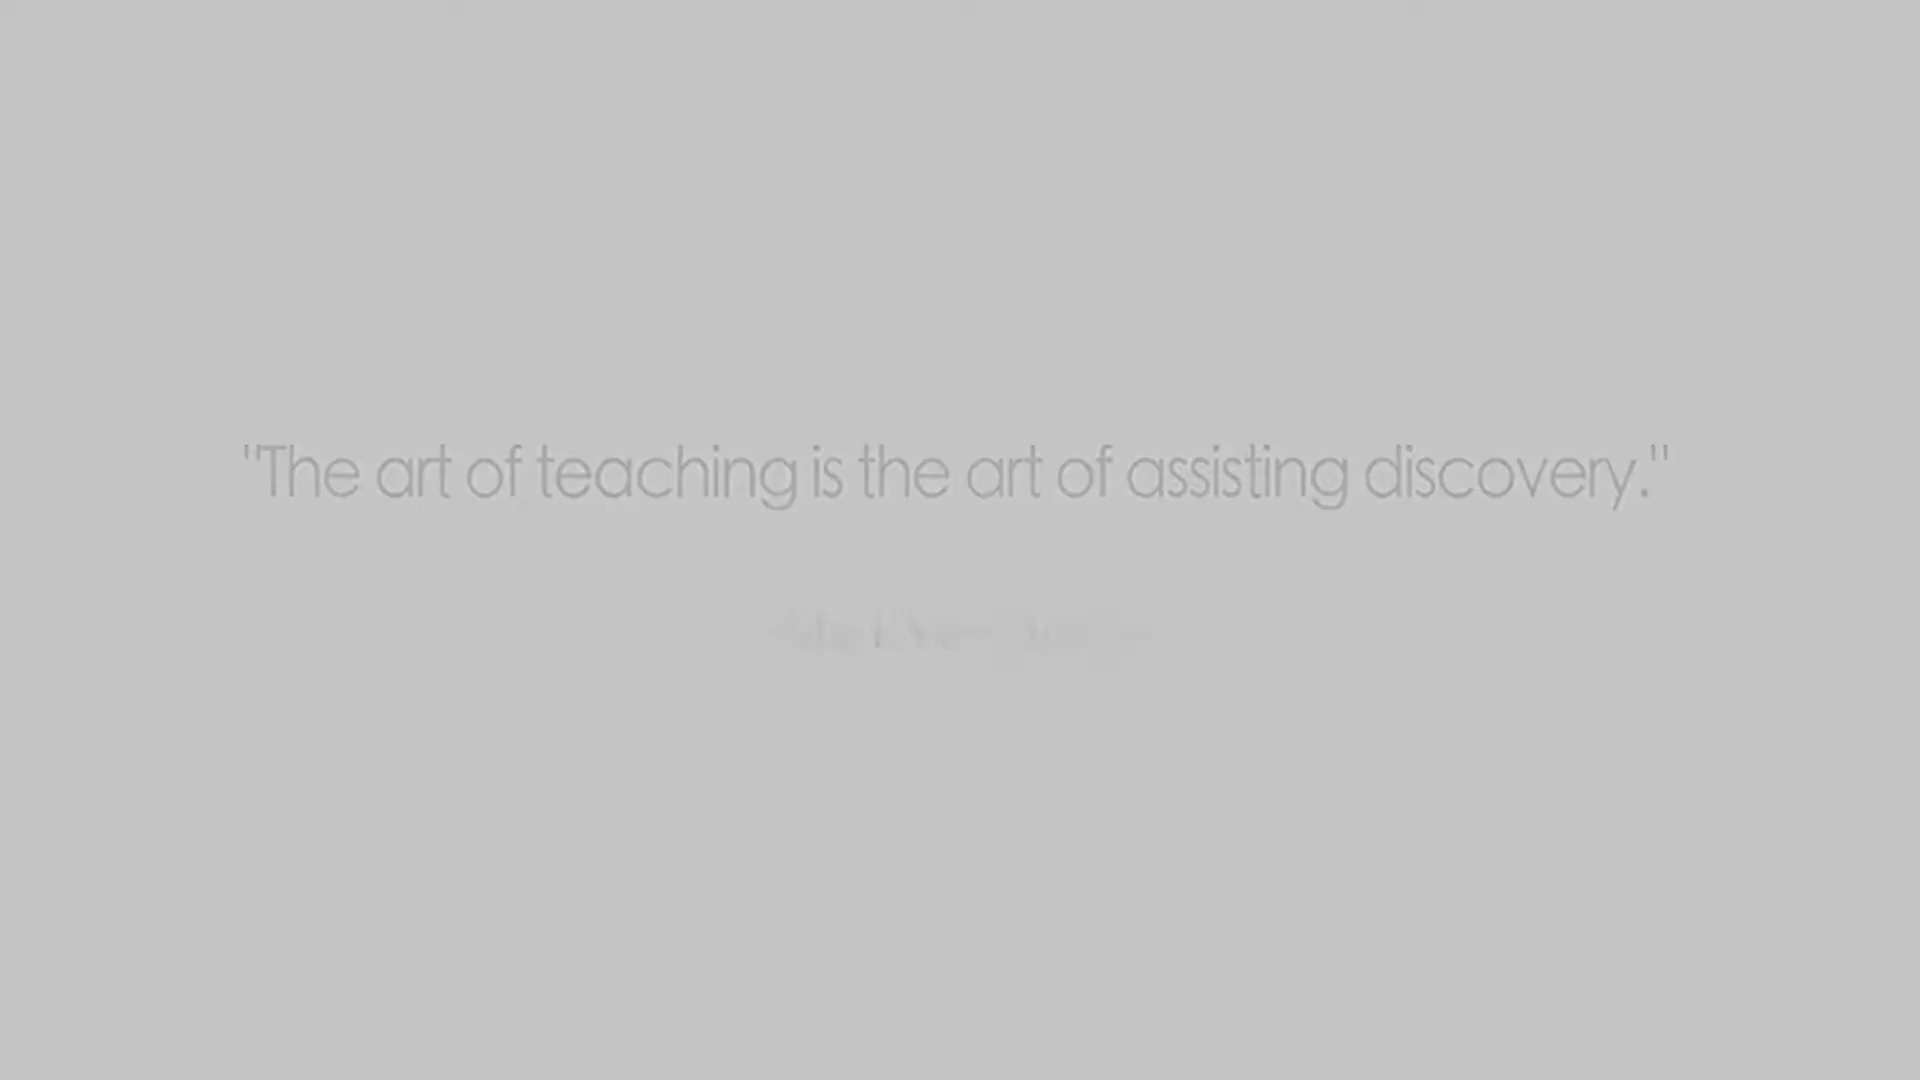 "The art of teaching is the art of assisting discovery."